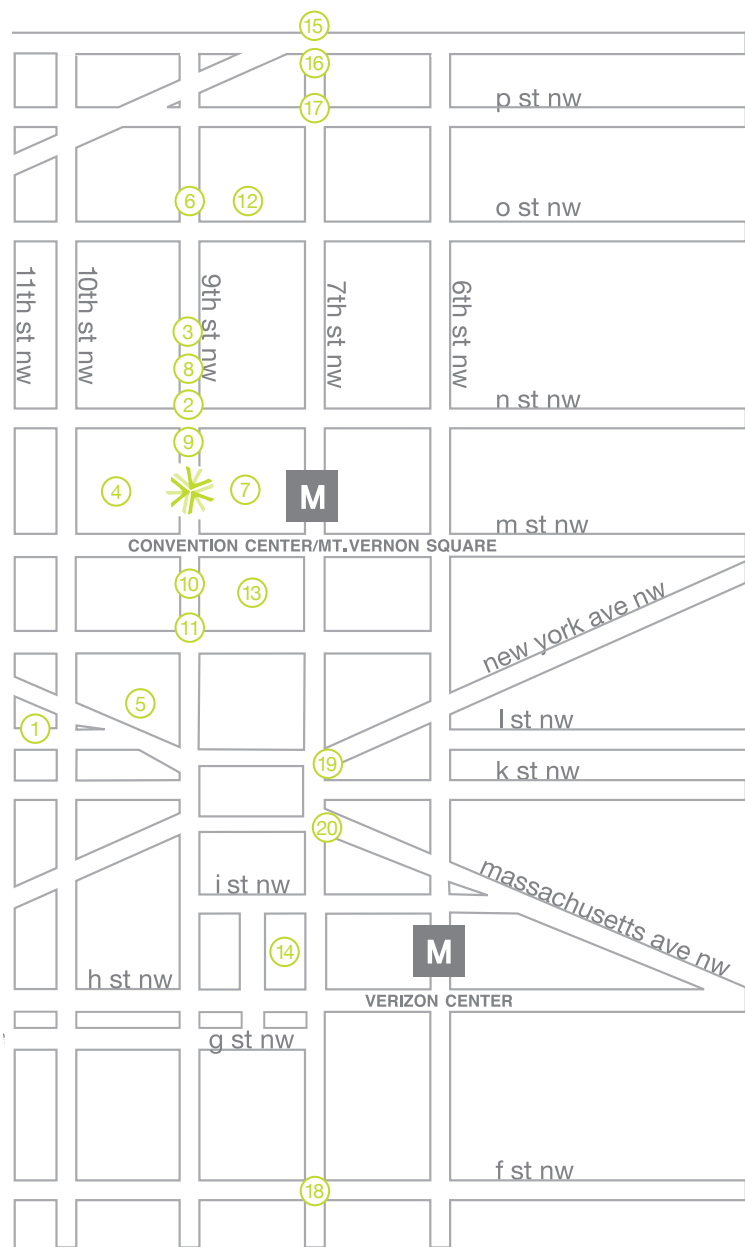 15
16
p st nw
17
6
12
o st nw
11th st nw
10th st nw
9th st nw
7th st nw
6th st nw
3
8
2
n st nw
9
4
7
M
m st nw
CONVENTION CENTER/MT.VERNON SQUARE
10
13
11
new york ave nw
5
1
l st nw
19
k st nw
20
i st nw
massachusetts ave nw
14
M
h st nw
VERIZON CENTER
g st nw
f st nw
18